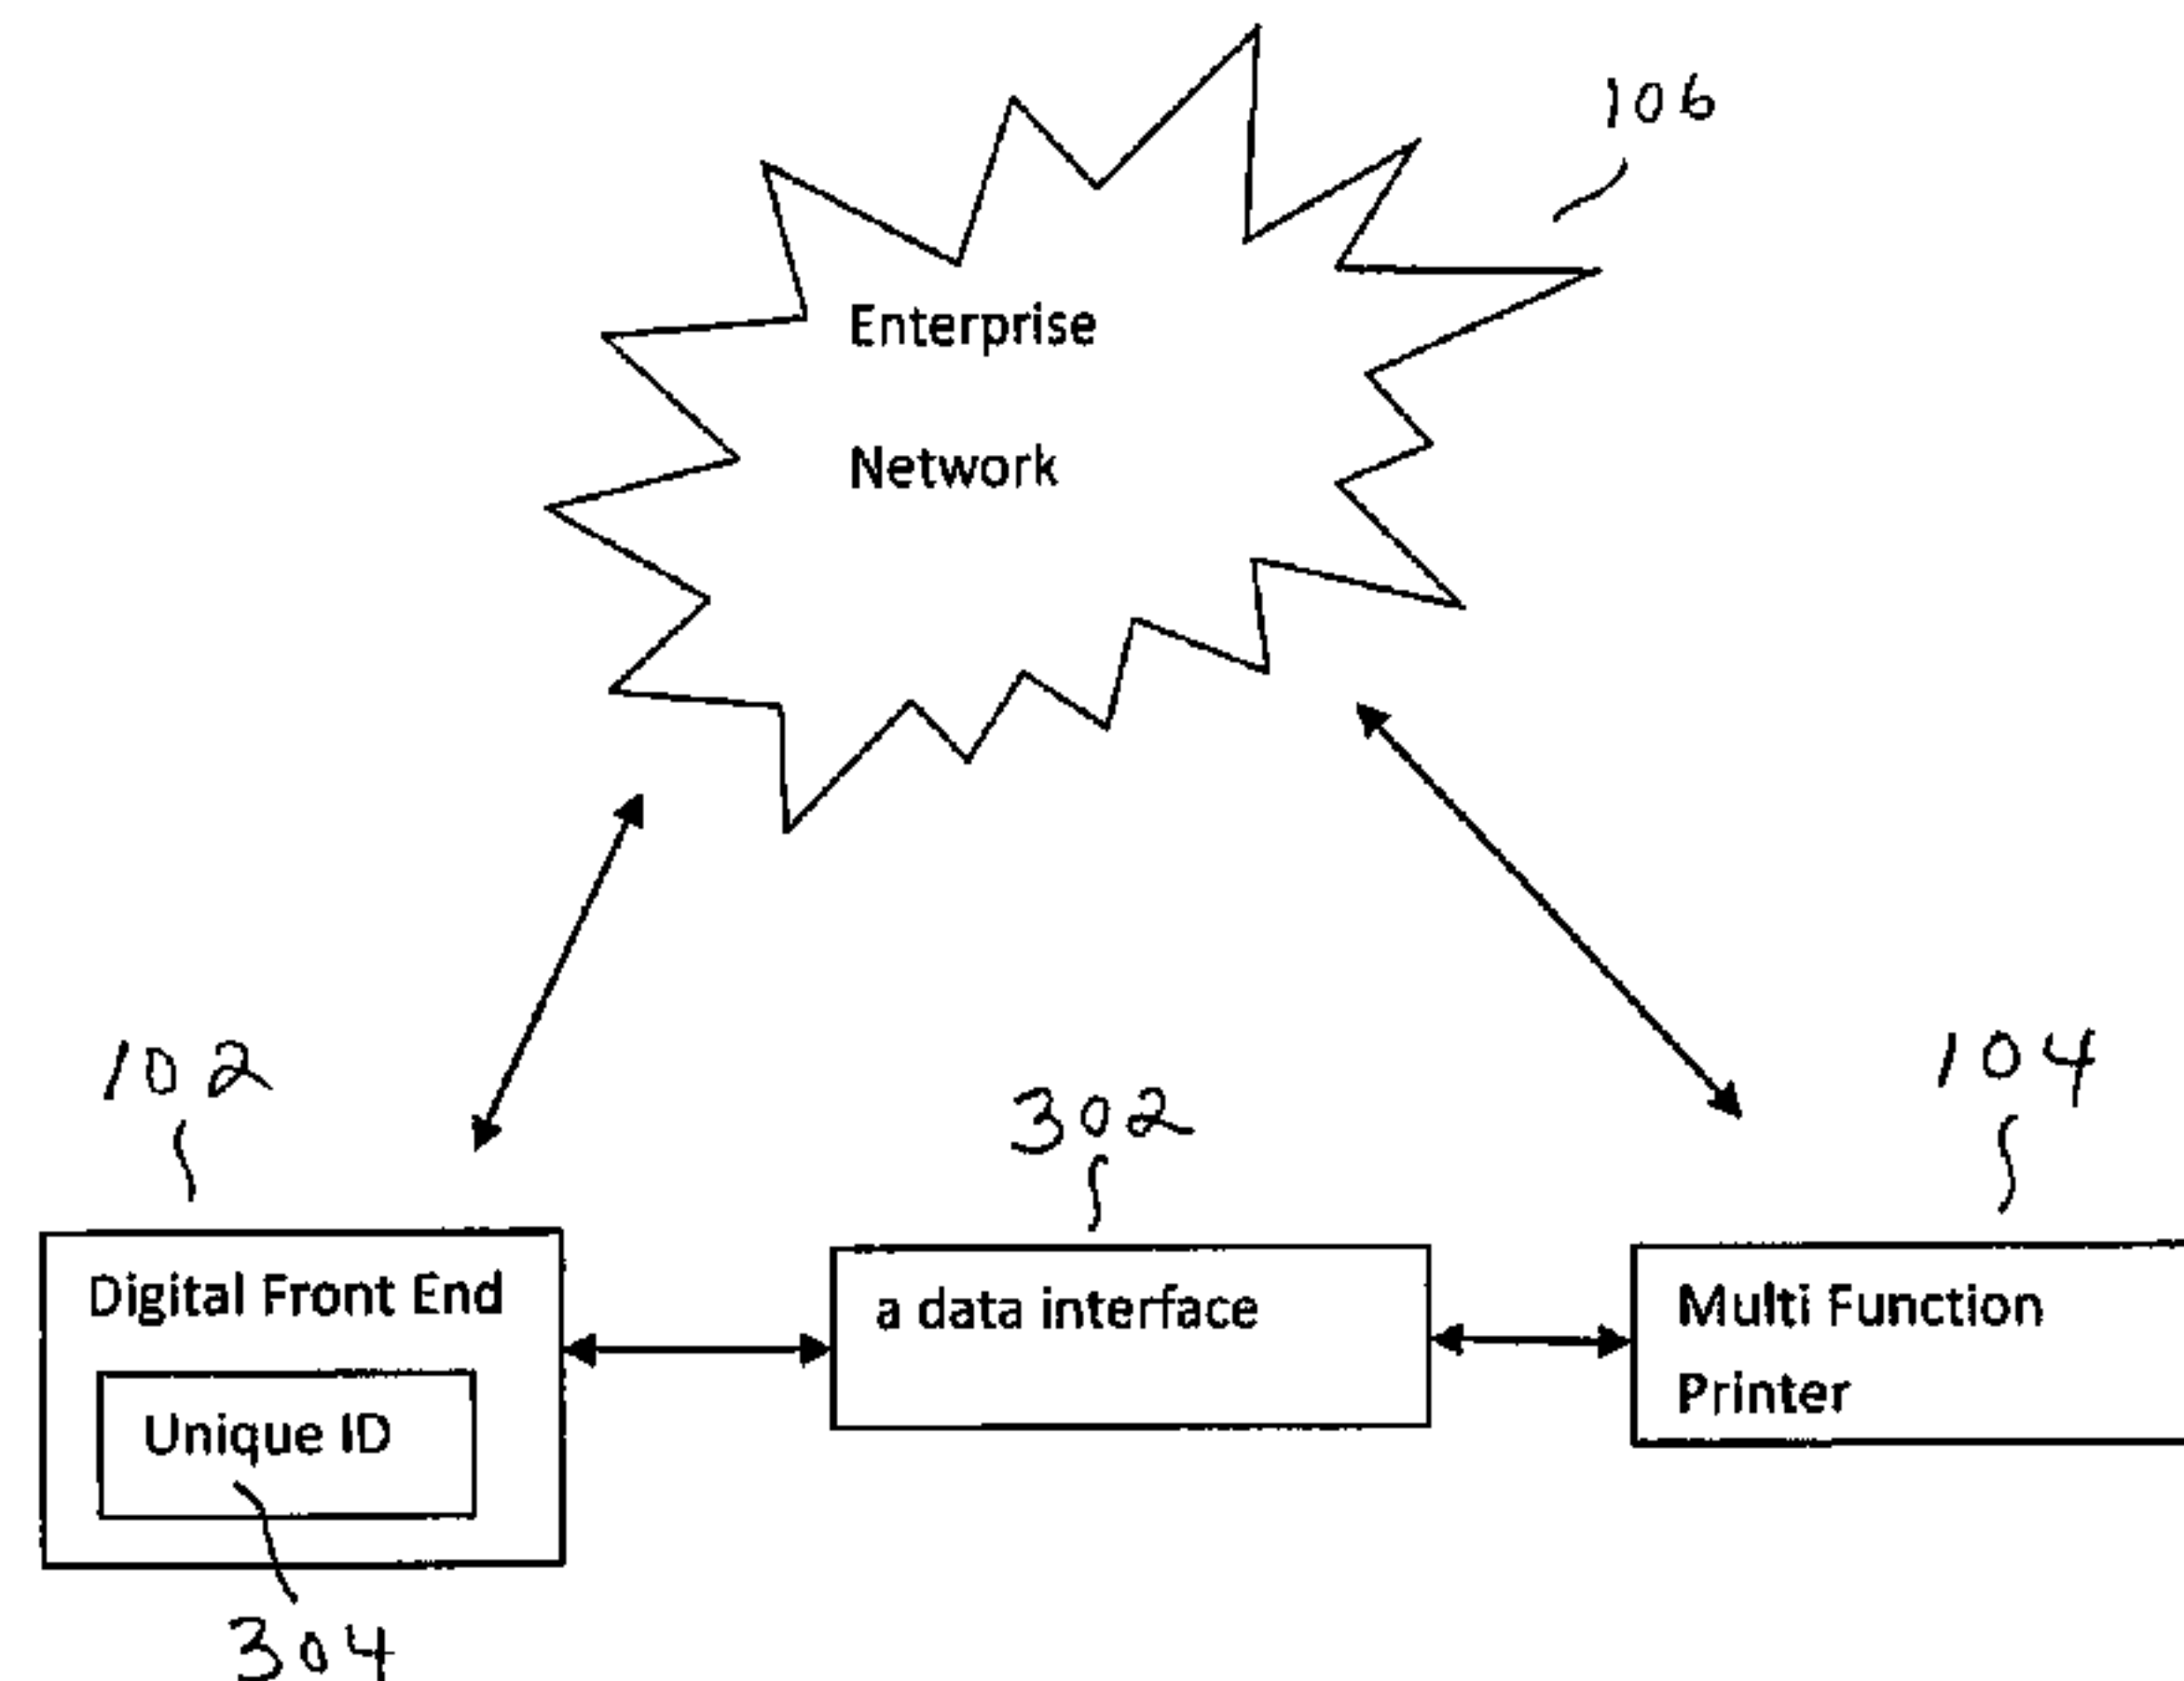 106
Enterprise
Network
102
302
104
Digital Front End
a data interface
Multi Function
Printer
Unique ID
304